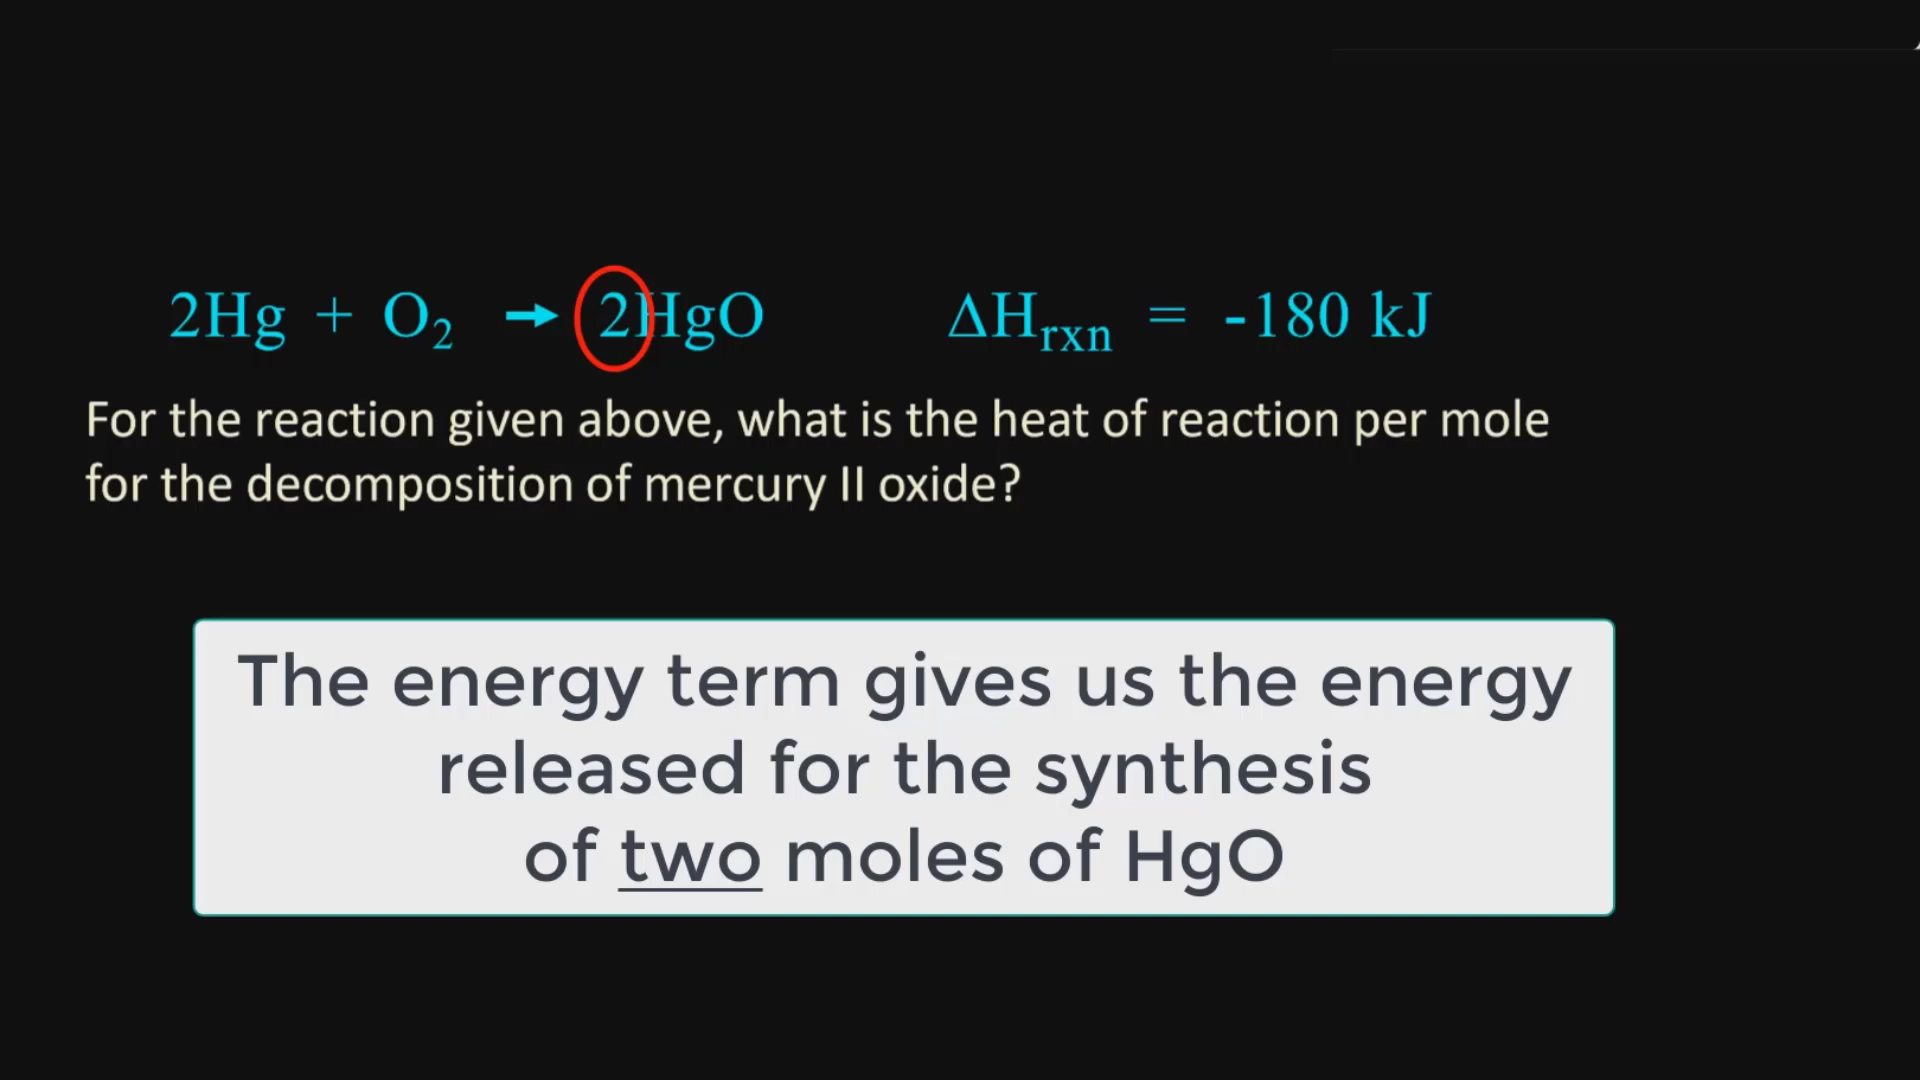 2Hg + O₂ → 2HgO ΔHrxn = -180 kJ
For the reaction given above, what is the heat of reaction per mole
for the decomposition of mercury II oxide?
The energy term gives us the energy
released for the synthesis
of two moles of HgO